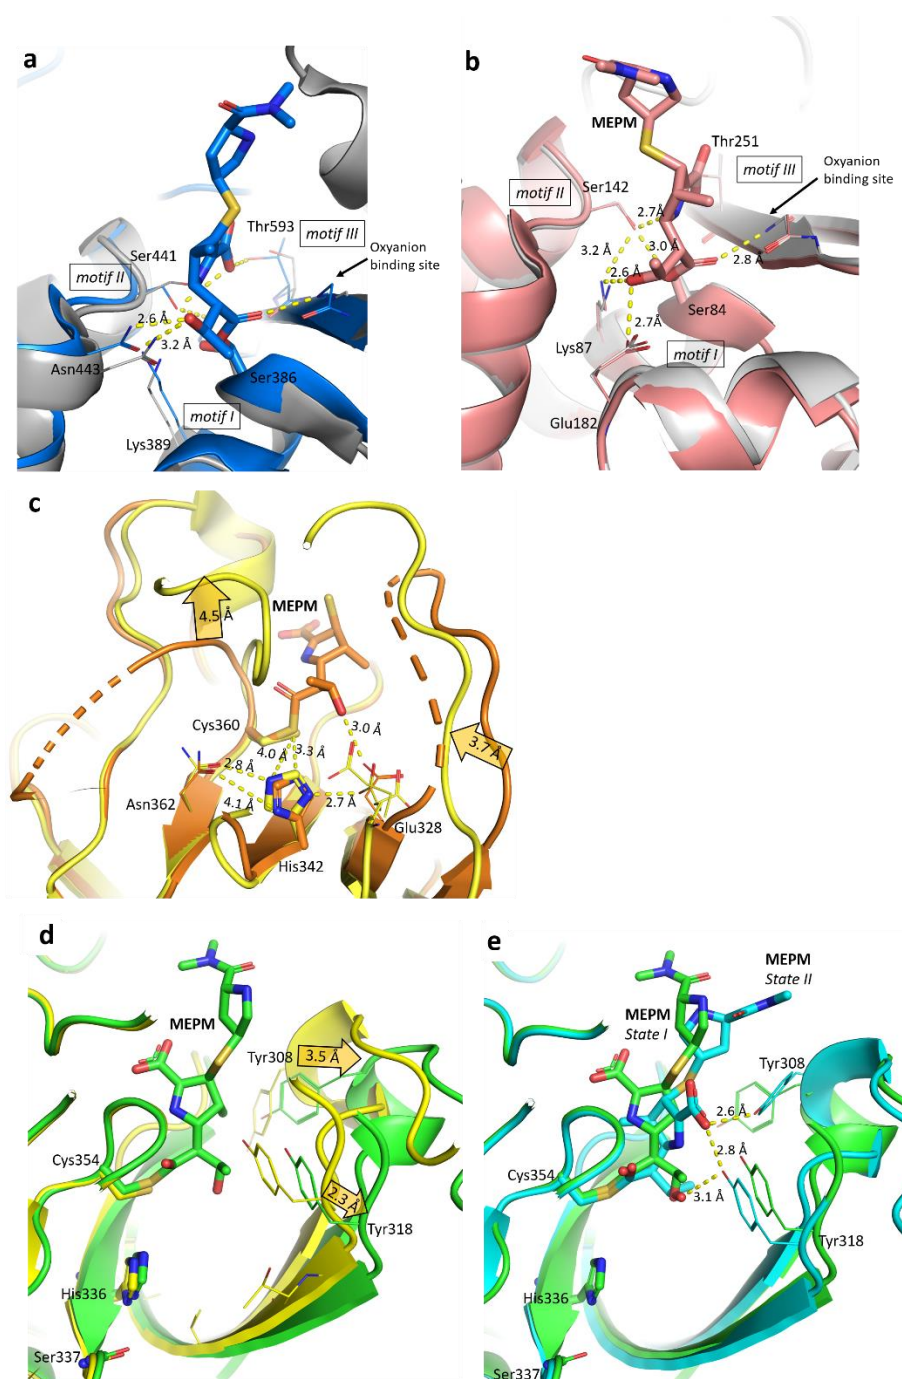 a
Thr593
motif III
Ser441
motif II
Oxyanion
binding site
2.6 Å
3.2 Å
Asn443
Ser386
motif I
Lys389
b
MEPM
Thr251
motif III
Oxyanion
binding site
Ser142
motif II
2.7Å
3.2 Å
3.0 Å
2.8 Å
2.6 Å
Ser84
2.7Å
Lys87
motif I
Glu182
c
4.5 Å
MEPM
Cys360
3.0 Å
4.0 Å
3.3 Å
3.7Å
2.8 Å
Asn362
4.1 Å
2.7 Å
Glu328
His342
d
MEPM
Tyr308
3.5 Å
Cys354
2.3 Å
Tyr318
His336
Ser337
e
MEPM
State II
MEPM
State I
Tyr308
2.6 Å
2.8 Å
Cys354
3.1 Å
Tyr318
His336
Ser337